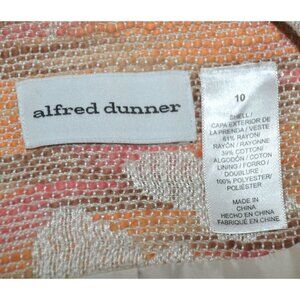 alfred dunner
10
SHELL/
CAPA EXTERIOR DE
LA PRENDA / VESTE
61% RAYON/
RAYÓN / RAYONNE
39% COTTON/
ALGODÓN / COTON
LINING / FORRO /
DOUBLURE
100% POLYESTER/
POLIÉSTER
MADE IN
CHINA
HECHO EN CHINA
FABRIQUÉ EN CHINE